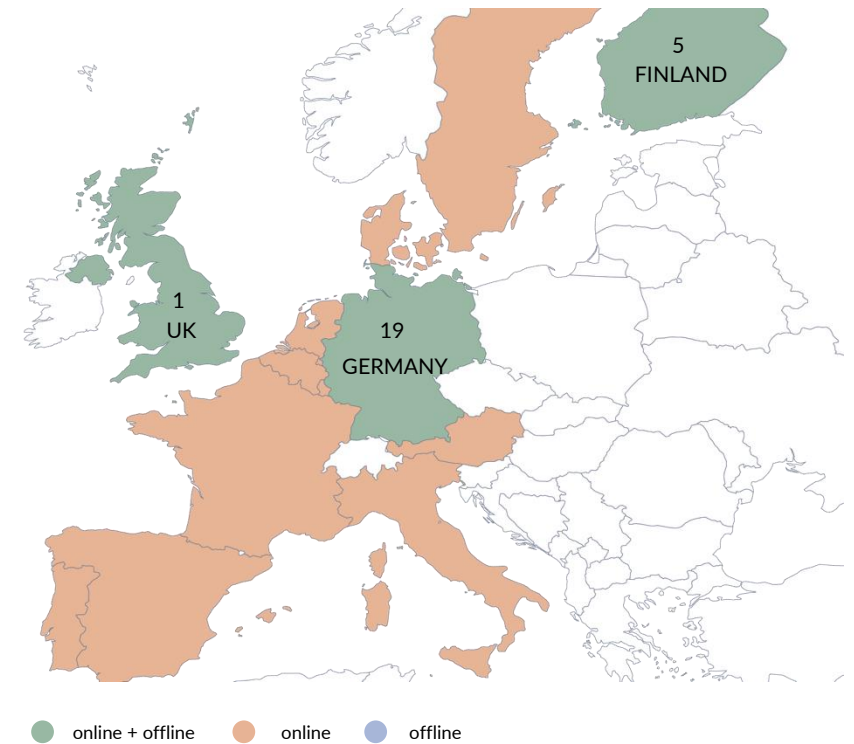 5
FINLAND
1
UK
19
GERMANY
online + offline
online
offline